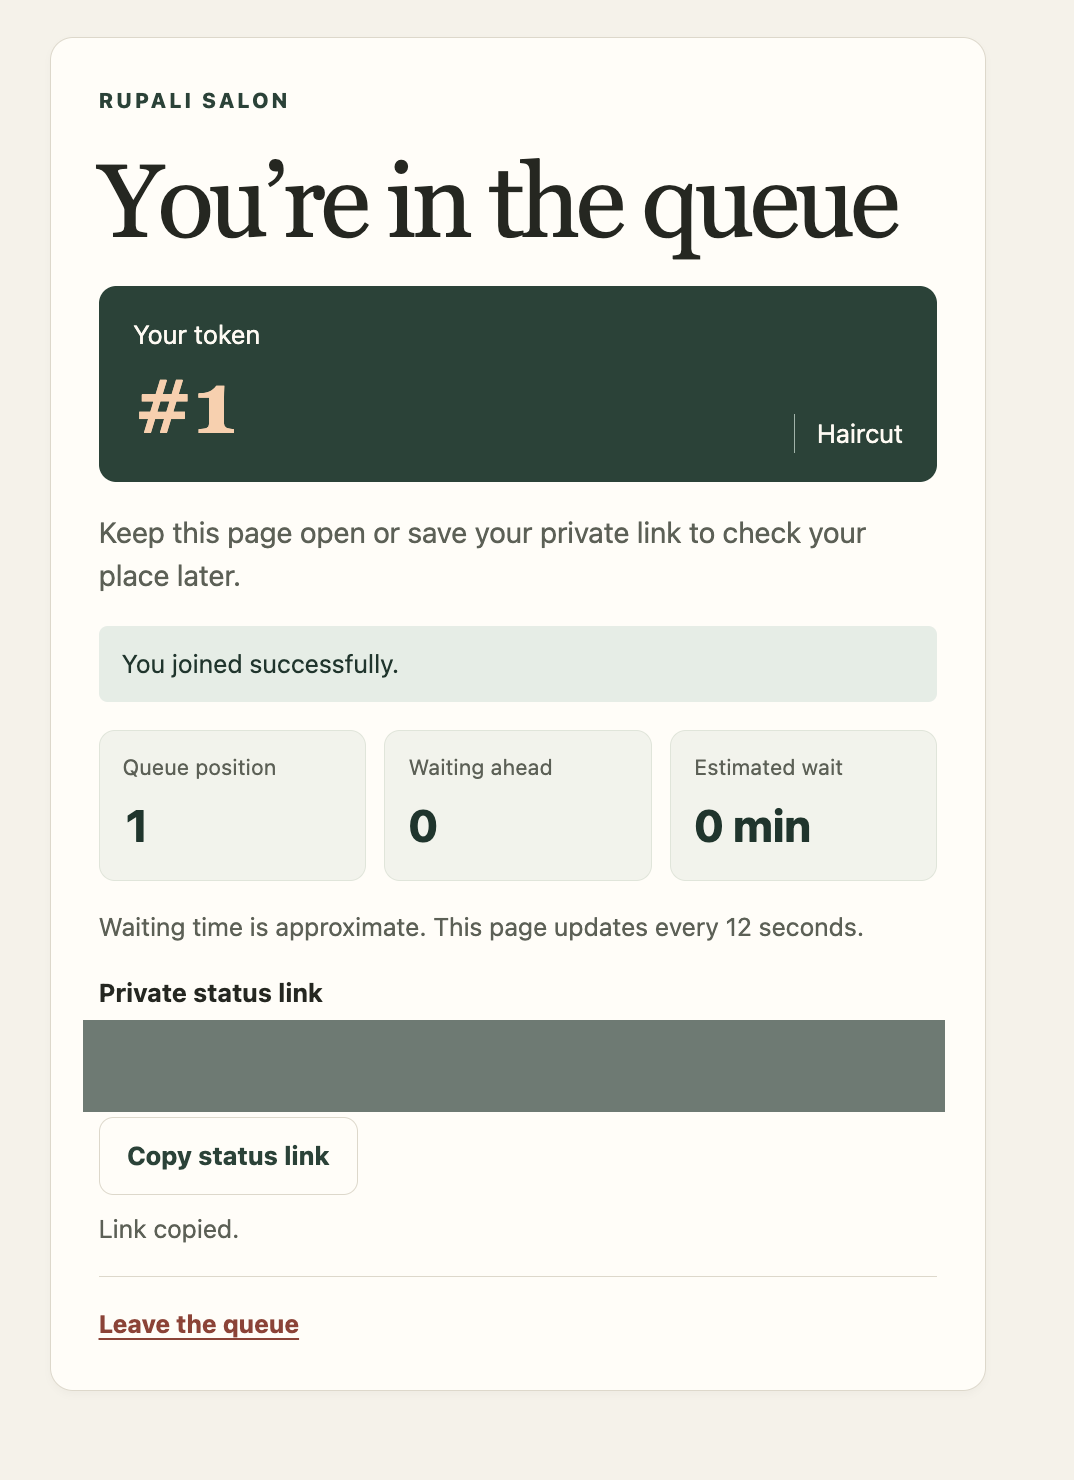 RUPALI SALON
You’re in the queue
Your token
#1
Haircut
Keep this page open or save your private link to check your
place later.
You joined successfully.
Queue position
1
Waiting ahead
0
Estimated wait
0 min
Waiting time is approximate. This page updates every 12 seconds.
Private status link
Copy status link
Link copied.
Leave the queue